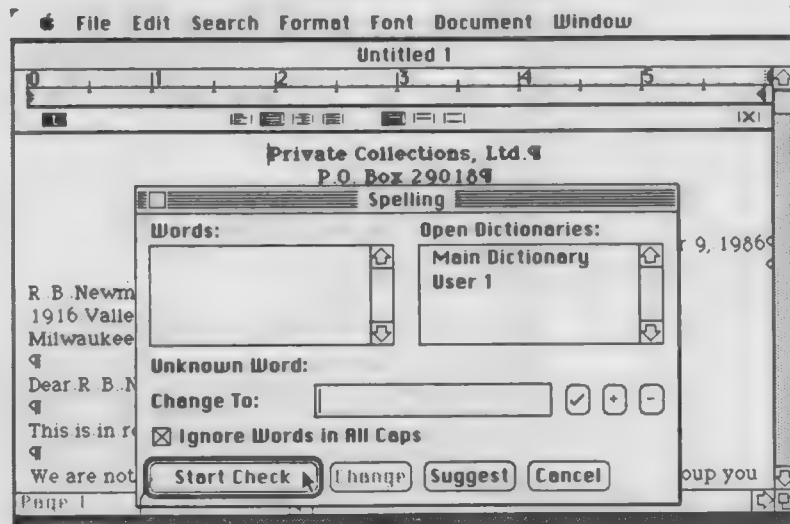 File Edit Search Format Font Document Window
Untitled 1
0 1 2 3 4 5
Private Collections, Ltd.¶
P.O. Box 29018¶
Spelling
Words:
Open Dictionaries:
r 9, 1986
Main Dictionary
User 1
R. B. Newm
1916 Valle
Milwaukee
¶
Unknown Word:
Dear R. B. N
Change To:
✓ + -
¶
This is in r
Ignore Words in All Caps
¶
We are not
Start Check Change Suggest Cancel
oup you
Page 1